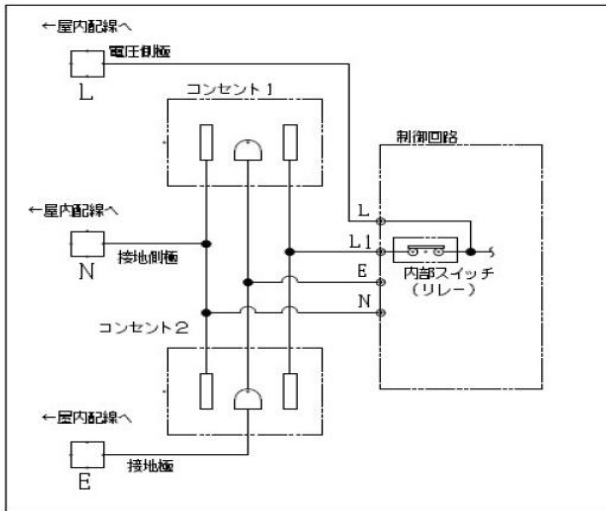 ←屋内配線へ
電圧側極
L
コンセント1
制御回路
←屋内配線へ
接地側極
N
L
L1
E
N
内部スイッチ
(リレー)
コンセント2
←屋内配線へ
接地極
E